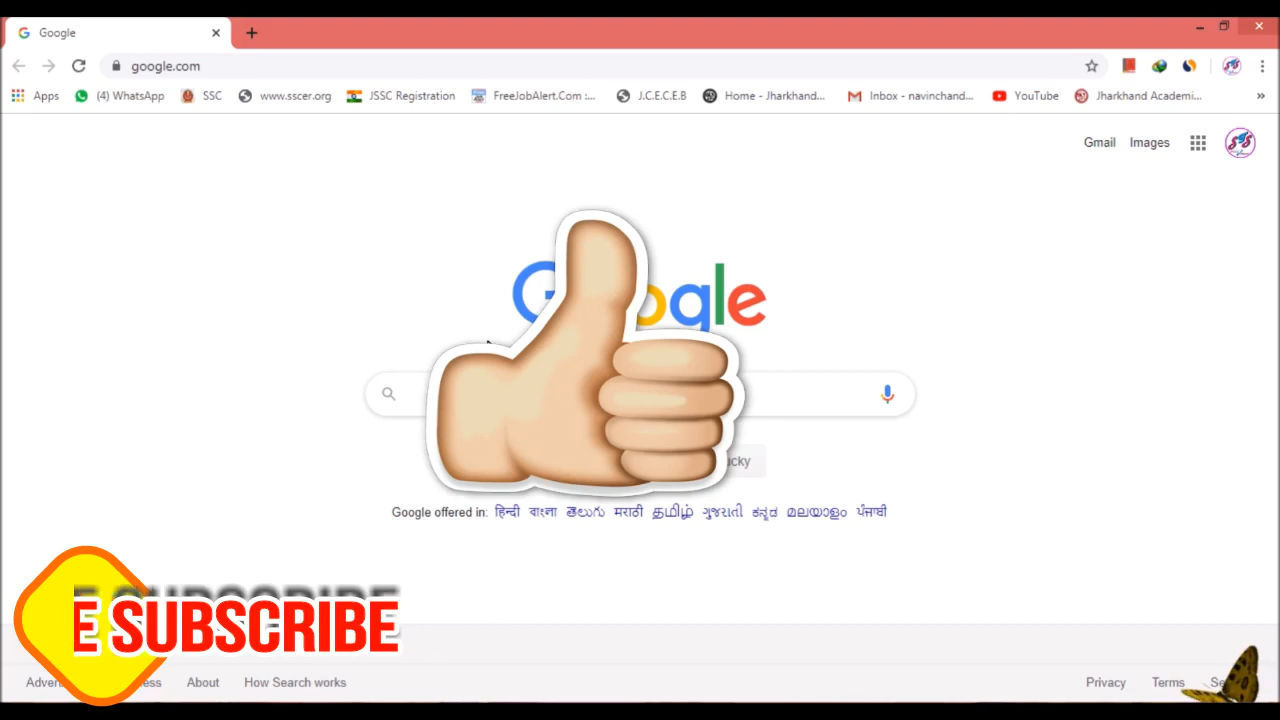 Google
google.com
Apps (4) WhatsApp SSC www.sscer.org JSSC Registration FreeJobAlert.Com :... J.C.E.C.E.B Home - Jharkhand... Inbox - navinchand... YouTube Jharkhand Academi... »
Gmail Images
gle
ucky
Google offered in: हिन्दी বাংলা తెలుగు मराठी தமிழ் ગુજરાતી ಕನ್ನಡ മലയാളം ਪੰਜਾਬੀ
E SUBSCRIBE
About How Search works
Privacy Terms